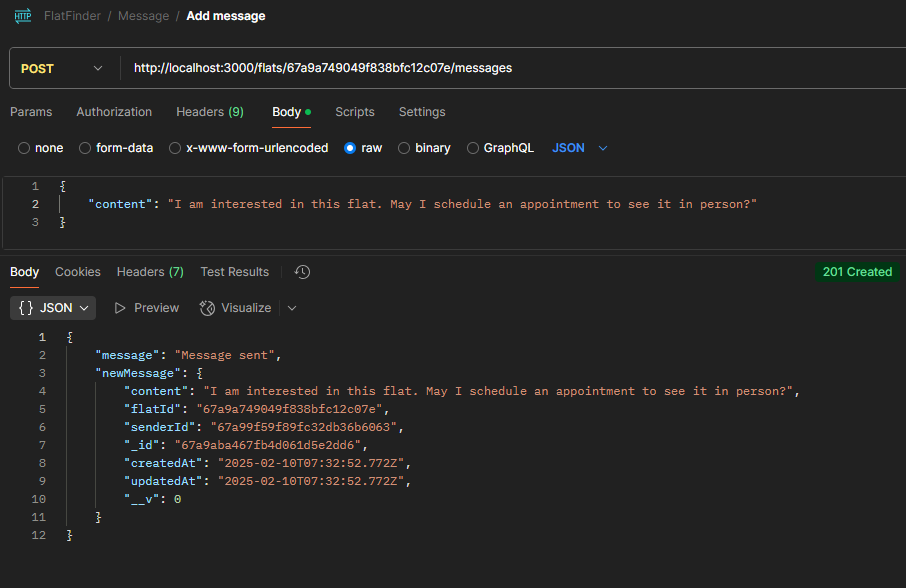 HTTP FlatFinder / Message / Add message
POST http://localhost:3000/flats/67a9a749049f838bfc12c07e/messages
Params Authorization Headers (9) Body Scripts Settings
none form-data x-www-form-urlencoded raw binary GraphQL JSON
1 {
2 "content": "I am interested in this flat. May I schedule an appointment to see it in person?"
3 }
Body Cookies Headers (7) Test Results 201 Created
{} JSON Preview Visualize
1 {
2 "message": "Message sent",
3 "newMessage": {
4 "content": "I am interested in this flat. May I schedule an appointment to see it in person?",
5 "flatId": "67a9a749049f838bfc12c07e",
6 "senderId": "67a99f59f89fc32db36b6063",
7 "_id": "67a9aba467fb4d061d5e2dd6",
8 "createdAt": "2025-02-10T07:32:52.772Z",
9 "updatedAt": "2025-02-10T07:32:52.772Z",
10 "__v": 0
11 }
12 }